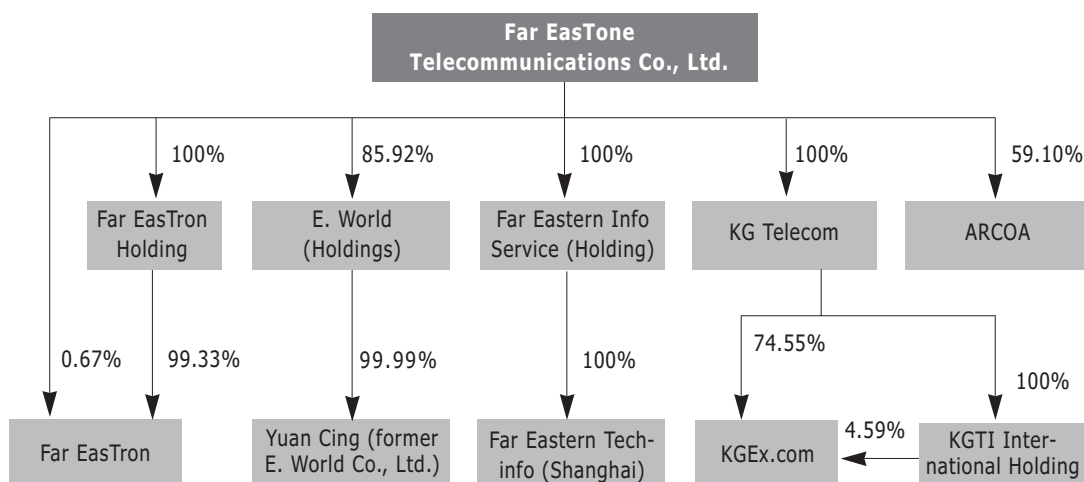 Far EasTone
Telecommunications Co., Ltd.
100%
85.92%
100%
100%
59.10%
Far EasTron
Holding
E. World
(Holdings)
Far Eastern Info
Service (Holding)
KG Telecom
ARCOA
0.67%
99.33%
99.99%
100%
74.55%
100%
Far EasTron
Yuan Cing (former
E. World Co., Ltd.)
Far Eastern Tech-
info (Shanghai)
KGEx.com
4.59%
KGTI Inter-
national Holding